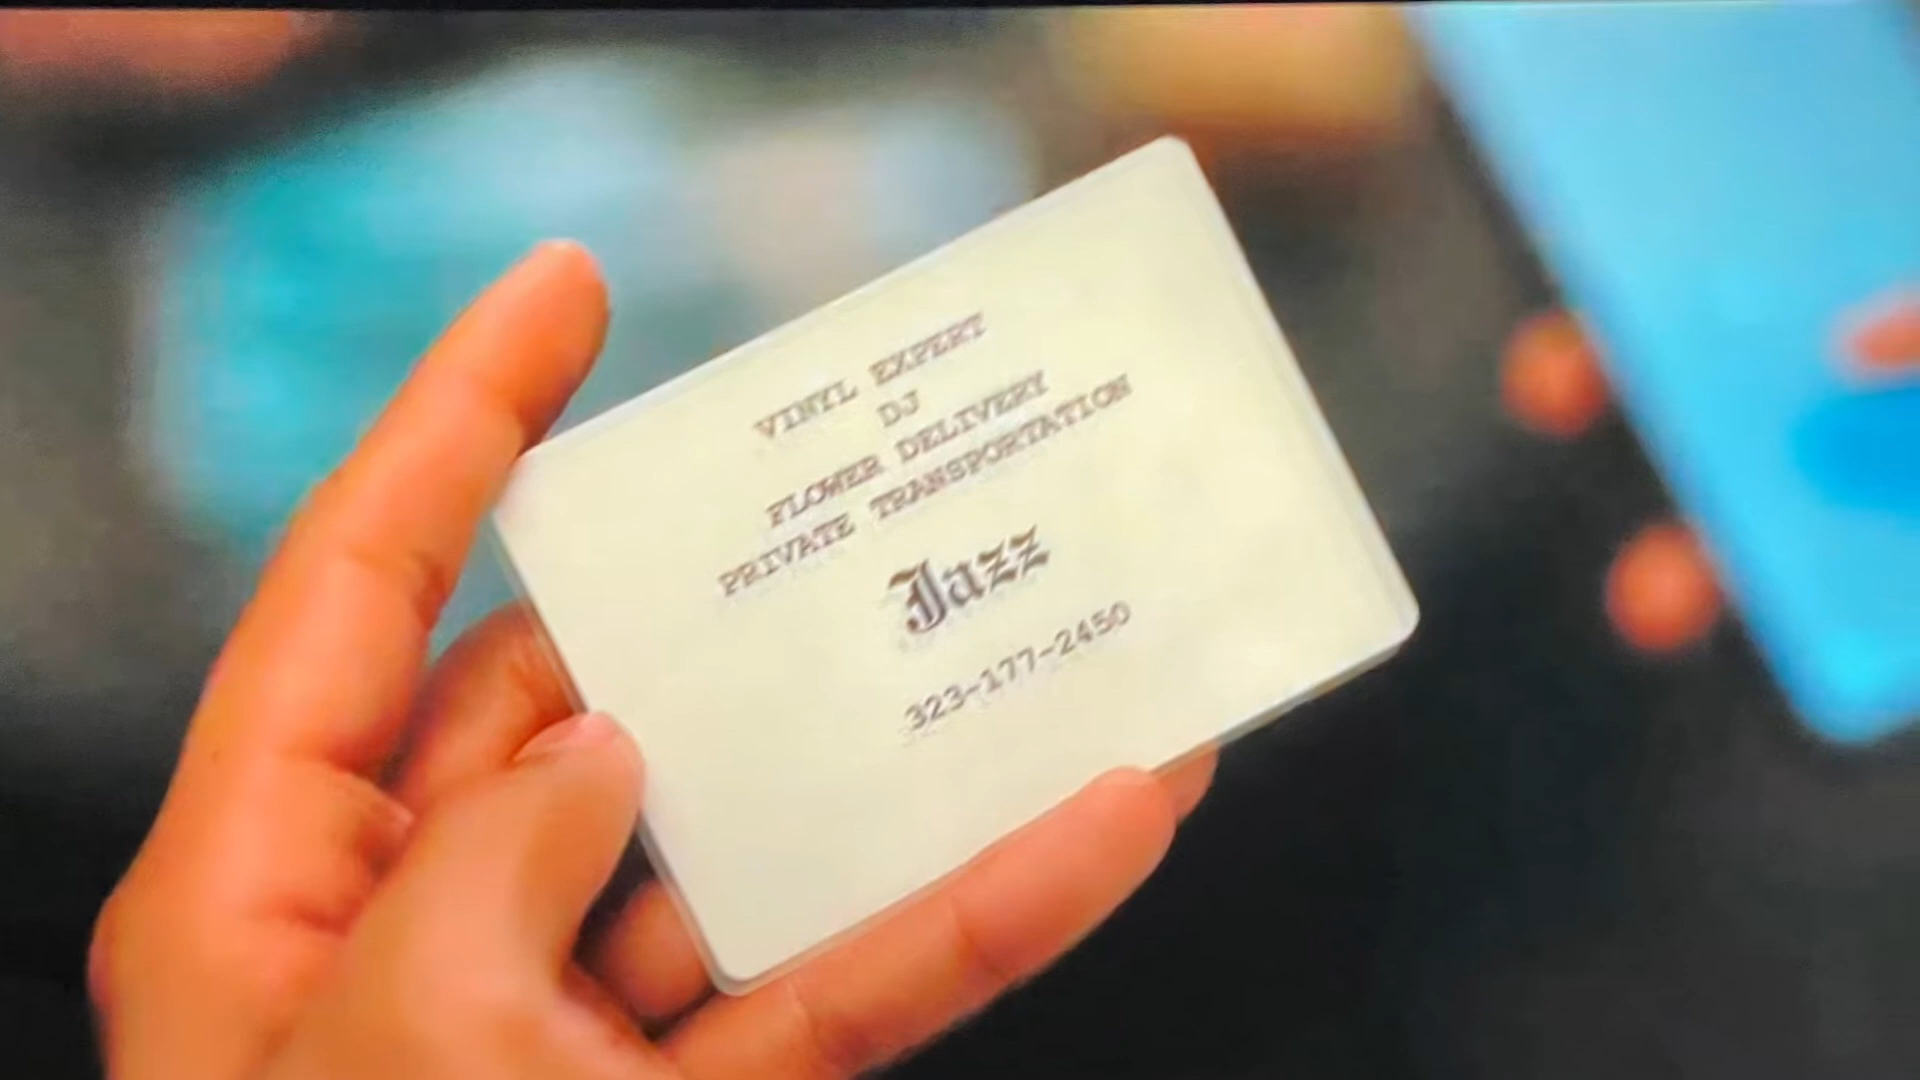 VINYL EXPERT
DJ
FLOWER DELIVERY
PRIVATE TRANSPORTATION
Jazz
323-177-2450